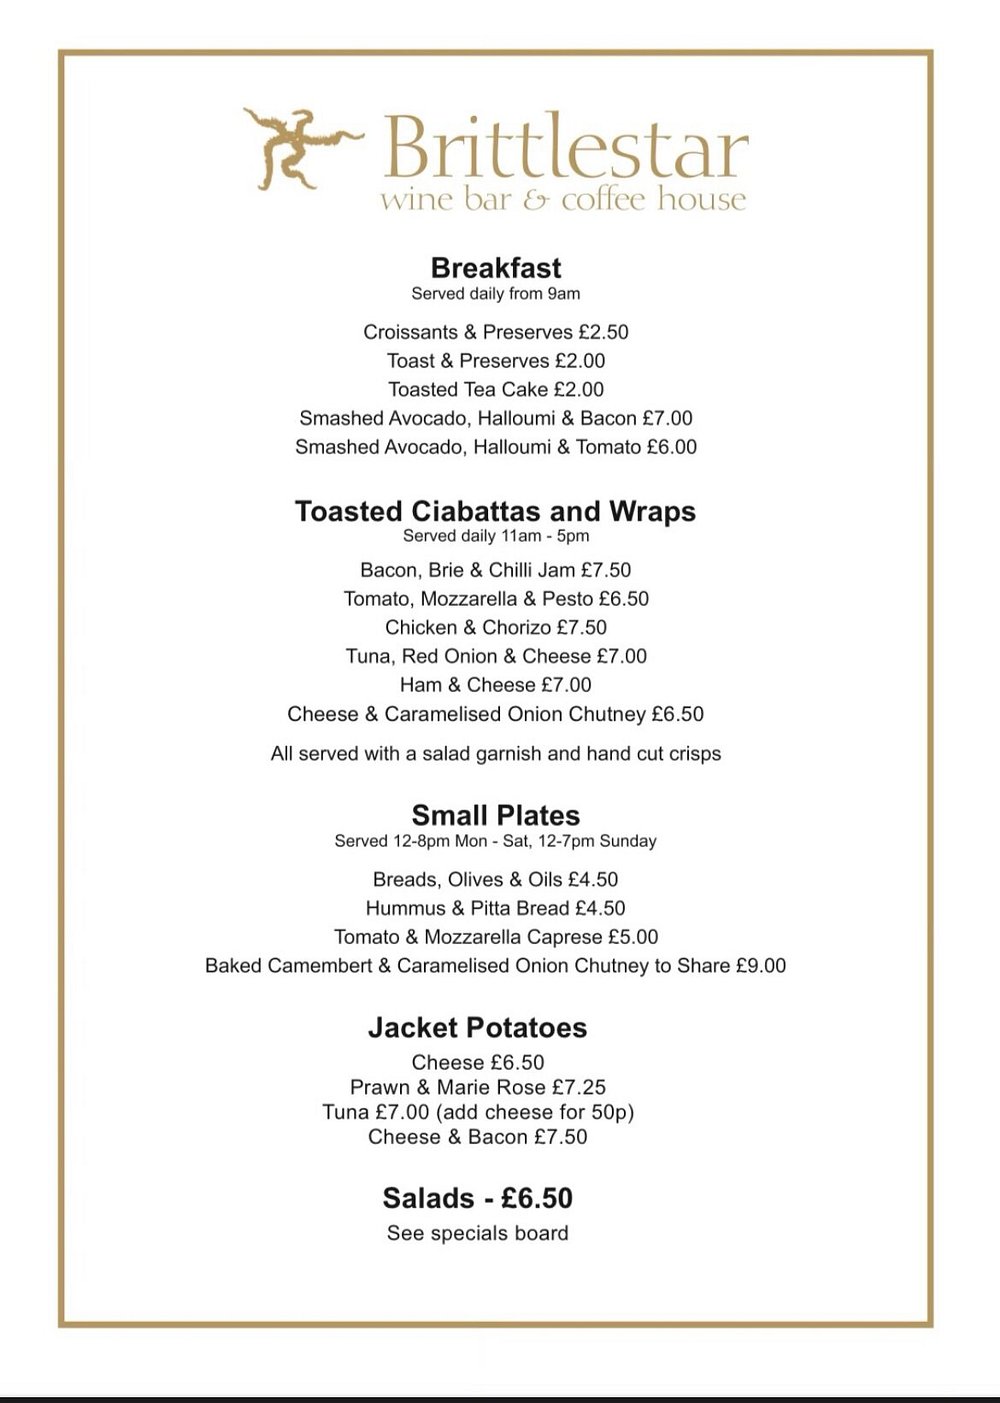 Brittlestar
wine bar & coffee house
Breakfast
Served daily from 9am
Croissants & Preserves £2.50
Toast & Preserves £2.00
Toasted Tea Cake £2.00
Smashed Avocado, Halloumi & Bacon £7.00
Smashed Avocado, Halloumi & Tomato £6.00
Toasted Ciabattas and Wraps
Served daily 11am - 5pm
Bacon, Brie & Chilli Jam £7.50
Tomato, Mozzarella & Pesto £6.50
Chicken & Chorizo £7.50
Tuna, Red Onion & Cheese £7.00
Ham & Cheese £7.00
Cheese & Caramelised Onion Chutney £6.50
All served with a salad garnish and hand cut crisps
Small Plates
Served 12-8pm Mon - Sat, 12-7pm Sunday
Breads, Olives & Oils £4.50
Hummus & Pitta Bread £4.50
Tomato & Mozzarella Caprese £5.00
Baked Camembert & Caramelised Onion Chutney to Share £9.00
Jacket Potatoes
Cheese £6.50
Prawn & Marie Rose £7.25
Tuna £7.00 (add cheese for 50p)
Cheese & Bacon £7.50
Salads - £6.50
See specials board